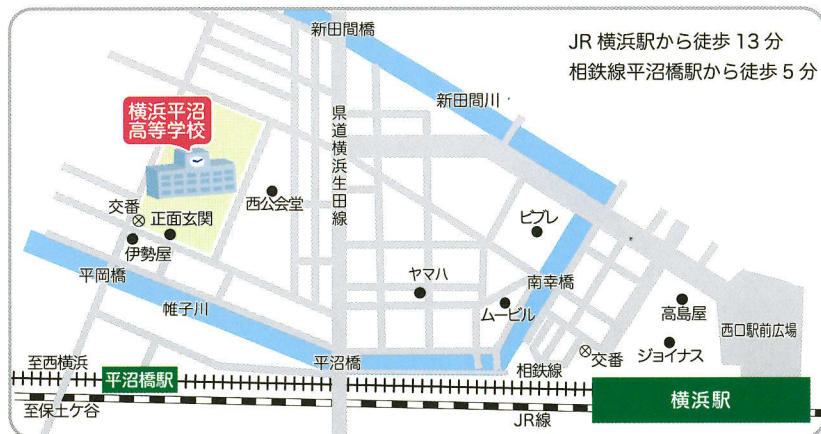 新田間橋
JR 横浜駅から徒歩 13 分
相鉄線平沼橋駅から徒歩 5 分
新田間川
横浜平沼
高等学校
県道横浜生田線
西公会堂
交番
正面玄関
伊勢屋
ビブレ
平岡橋
ヤマハ
南幸橋
帷子川
ムービル
高島屋
西口駅前広場
ジョイナス
交番
平沼橋
相鉄線
至西横浜
平沼橋駅
横浜駅
至保土ケ谷
JR線